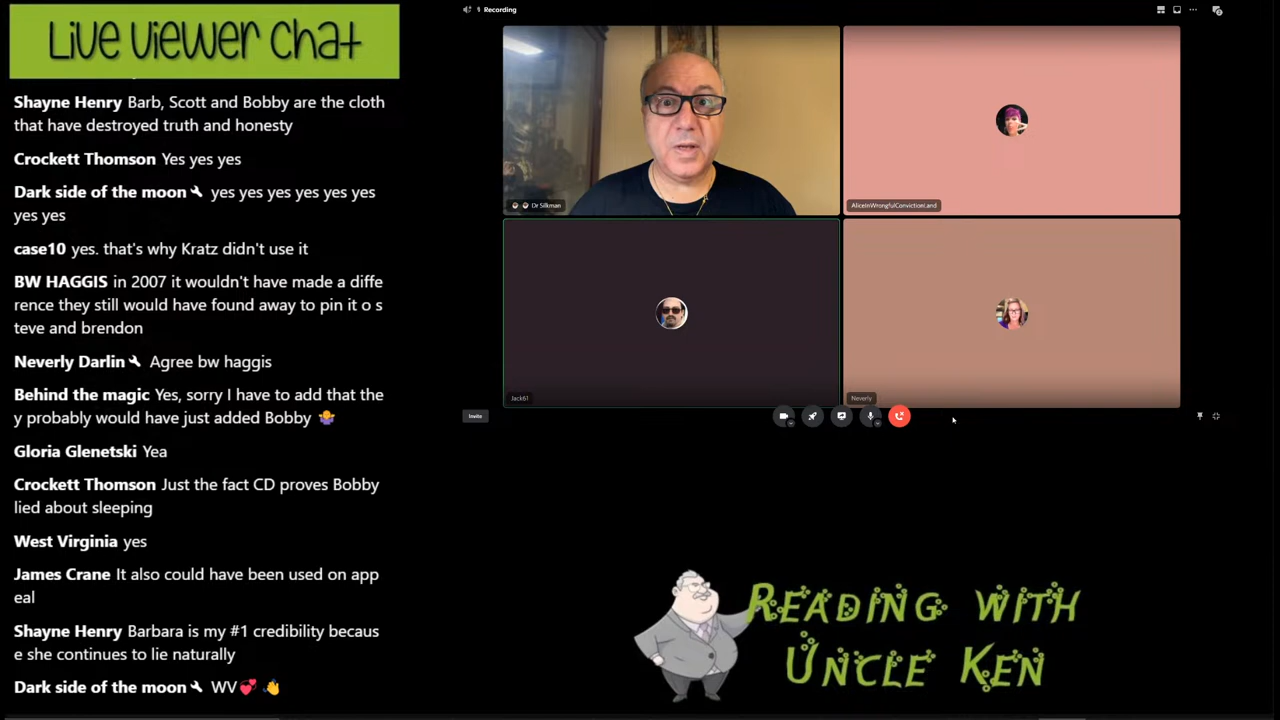 Live Viewer Chat
Shayne Henry Barb, Scott and Bobby are the cloth
that have destroyed truth and honesty
Crockett Thomson Yes yes yes
Dark side of the moon yes yes yes yes yes yes
yes yes
case10 yes. that's why Kratz didn't use it
BW HAGGIS in 2007 it wouldn't have made a diffe
rence they still would have found away to pin it o s
teve and brendon
Neverly Darlin Agree bw haggis
Behind the magic Yes, sorry I have to add that the
y probably would have just added Bobby
Gloria Glenetski Yea
Crockett Thomson Just the fact CD proves Bobby
lied about sleeping
West Virginia yes
James Crane It also could have been used on app
eal
Shayne Henry Barbara is my #1 credibility becaus
e she continues to lie naturally
Dark side of the moon WV
Recording
Dr Silkman
AliceInWrongfulConvictionLand
Jack61
Neverly
Invite
Reading with
Uncle Ken